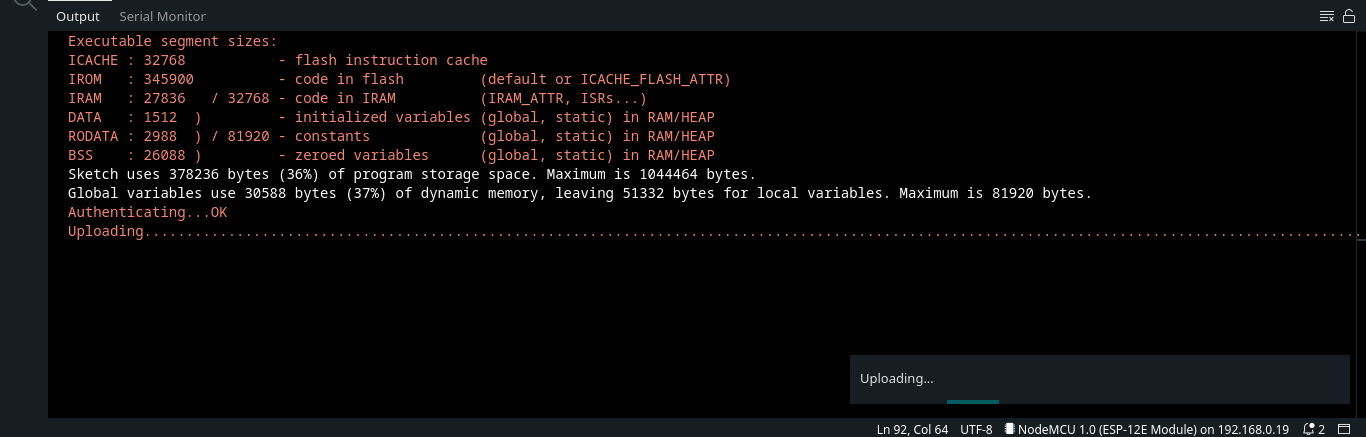 Output Serial Monitor
Executable segment sizes:
ICACHE : 32768 - flash instruction cache
IROM : 345900 - code in flash (default or ICACHE_FLASH_ATTR)
IRAM : 27836 / 32768 - code in IRAM (IRAM_ATTR, ISRs...)
DATA : 1512 ) - initialized variables (global, static) in RAM/HEAP
RODATA : 2988 ) / 81920 - constants (global, static) in RAM/HEAP
BSS : 26088 ) - zeroed variables (global, static) in RAM/HEAP
Sketch uses 378236 bytes (36%) of program storage space. Maximum is 1044464 bytes.
Global variables use 30588 bytes (37%) of dynamic memory, leaving 51332 bytes for local variables. Maximum is 81920 bytes.
Authenticating...OK
Uploading................................................................................................................................................
Uploading...
Ln 92, Col 64 UTF-8 NodeMCU 1.0 (ESP-12E Module) on 192.168.0.19 2